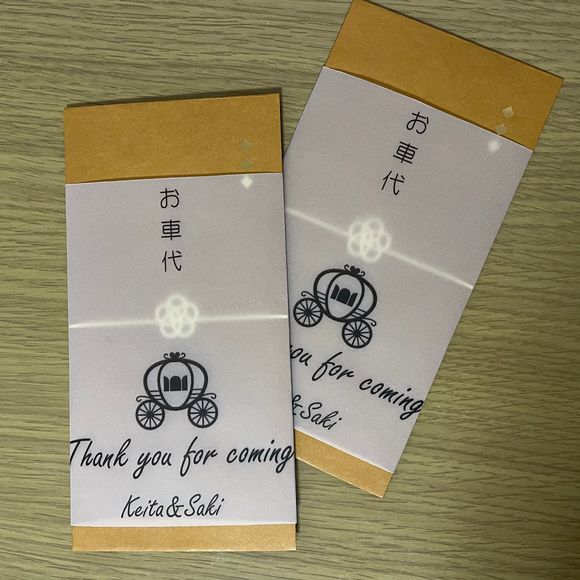 お車代
Thank you for coming
Keita&Saki
お車代
you for coming
&Saki